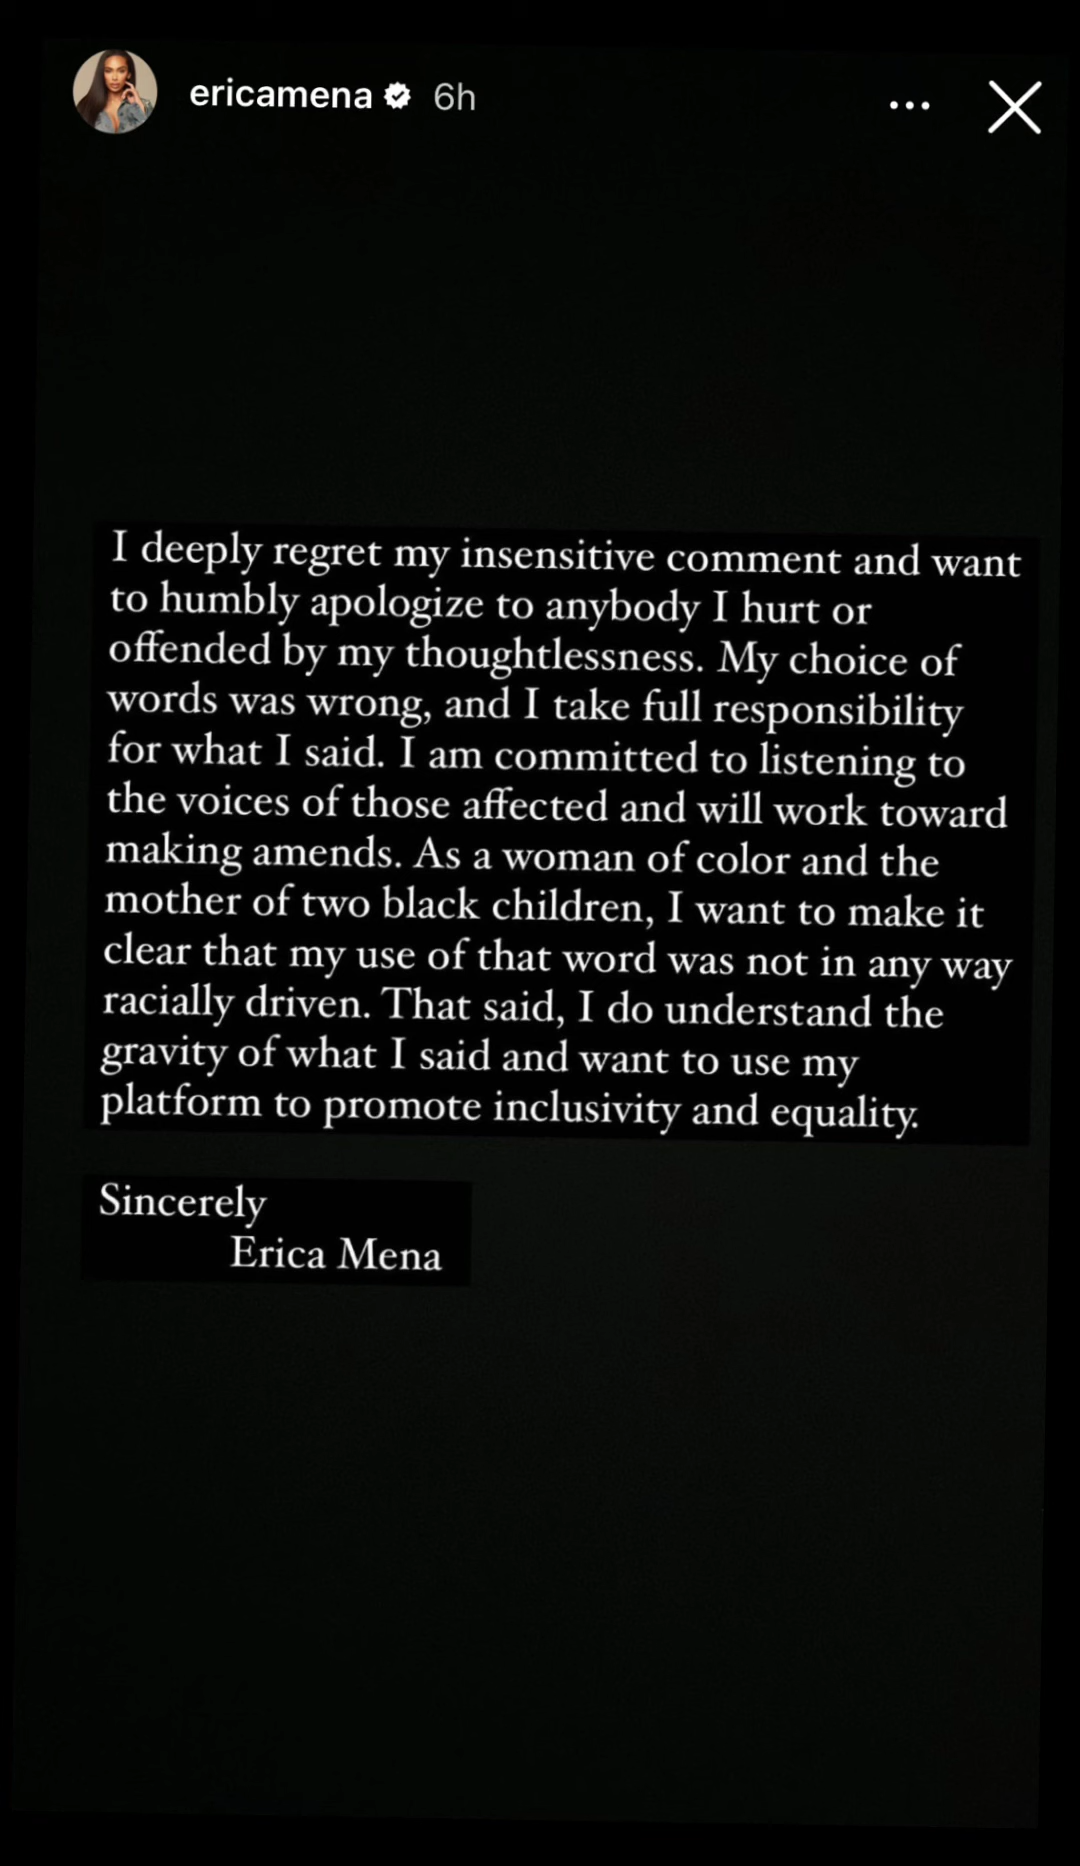 ericamena 6h
I deeply regret my insensitive comment and want
to humbly apologize to anybody I hurt or
offended by my thoughtlessness. My choice of
words was wrong, and I take full responsibility
for what I said. I am committed to listening to
the voices of those affected and will work toward
making amends. As a woman of color and the
mother of two black children, I want to make it
clear that my use of that word was not in any way
racially driven. That said, I do understand the
gravity of what I said and want to use my
platform to promote inclusivity and equality.
Sincerely
Erica Mena